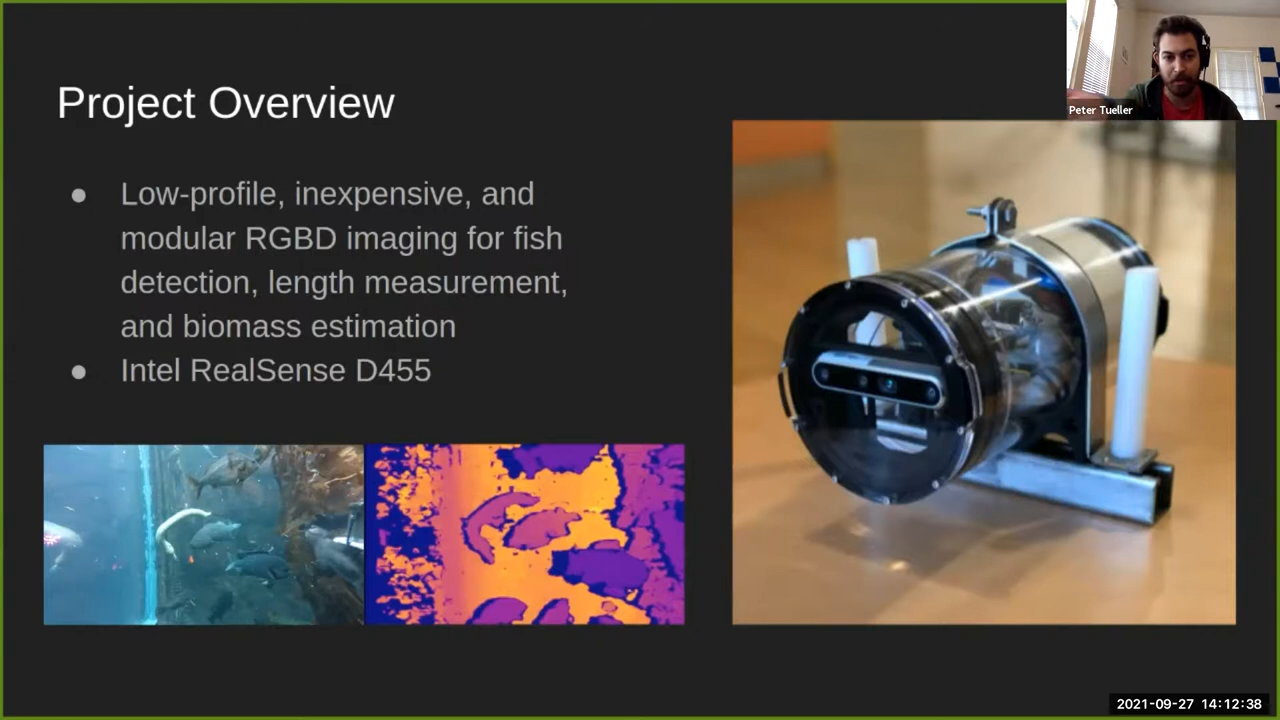 Project Overview
● Low-profile, inexpensive, and
modular RGBD imaging for fish
detection, length measurement,
and biomass estimation
● Intel RealSense D455
Peter Tueller
2021-09-27 14:12:38